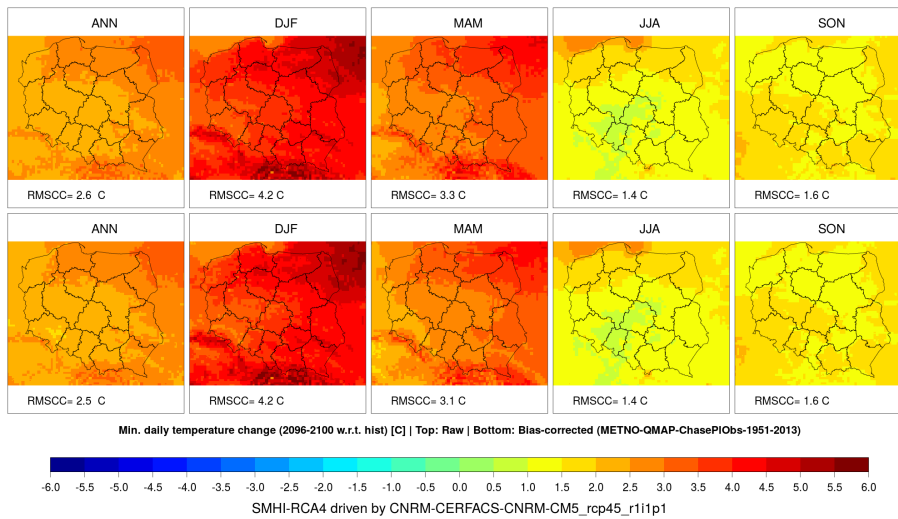 ANN DJF MAM JJA SON
RMSCC= 2.6 C RMSCC= 4.2 C RMSCC= 3.3 C RMSCC= 1.4 C RMSCC= 1.6 C
ANN DJF MAM JJA SON
RMSCC= 2.5 C RMSCC= 4.2 C RMSCC= 3.1 C RMSCC= 1.4 C RMSCC= 1.6 C
Min. daily temperature change (2096-2100 w.r.t. hist) [C] | Top: Raw | Bottom: Bias-corrected (METNO-QMAP-ChasePlObs-1951-2013)
-6.0 -5.5 -5.0 -4.5 -4.0 -3.5 -3.0 -2.5 -2.0 -1.5 -1.0 -0.5 0.0 0.5 1.0 1.5 2.0 2.5 3.0 3.5 4.0 4.5 5.0 5.5 6.0
SMHI-RCA4 driven by CNRM-CERFACS-CNRM-CM5_rcp45_r1i1p1